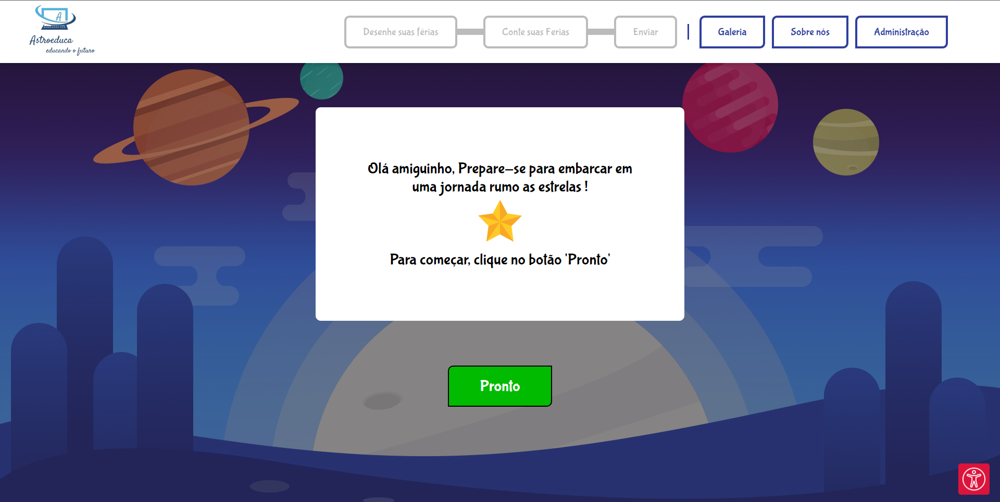 A
Astroeduca
educando o futuro
Desenhe suas férias
Conte suas Ferias
Enviar
Galeria
Sobre nós
Administração
Olá amiguinho, Prepare-se para embarcar em
uma jornada rumo as estrelas !
Para começar, clique no botão 'Pronto'
Pronto